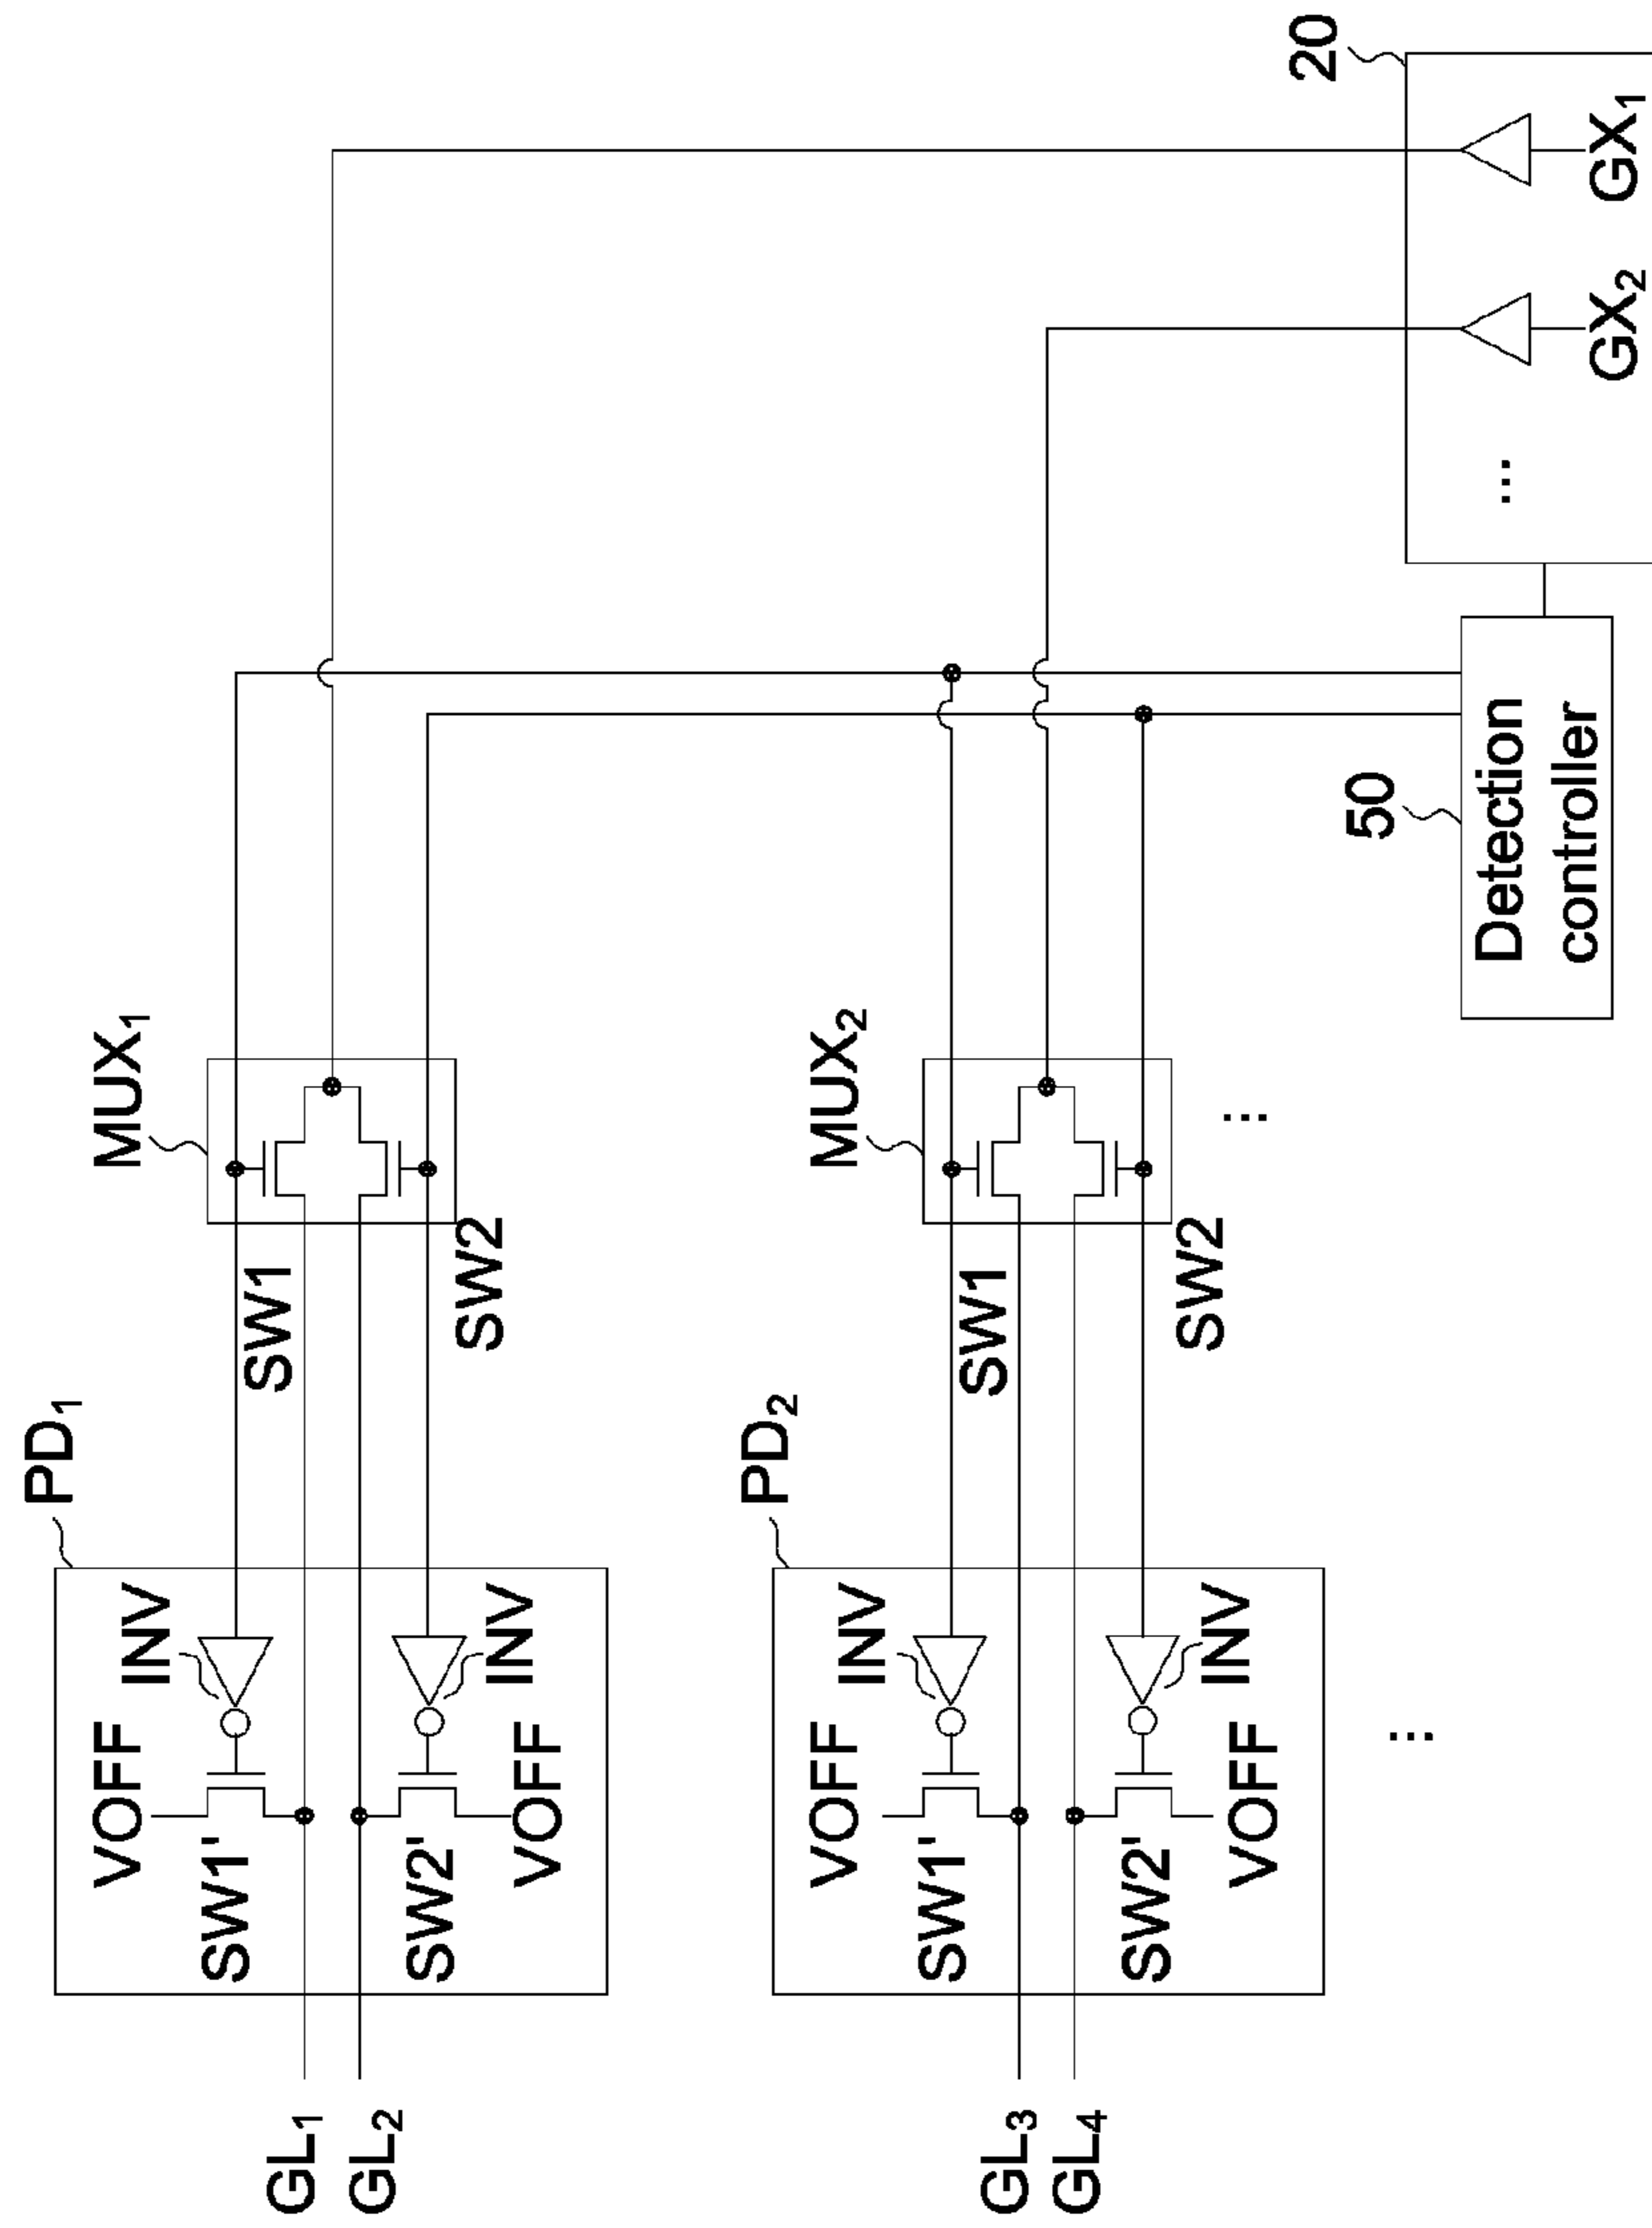 GL₁
GL₂
GL₃
GL₄
PD₁
VOFF
INV
SW1'
SW2'
INV
VOFF
PD₂
VOFF
INV
SW1'
SW2'
INV
VOFF
...
MUX₁
SW1
SW2
MUX₂
SW1
SW2
...
50
Detection
controller
20
...
GX₂
GX₁